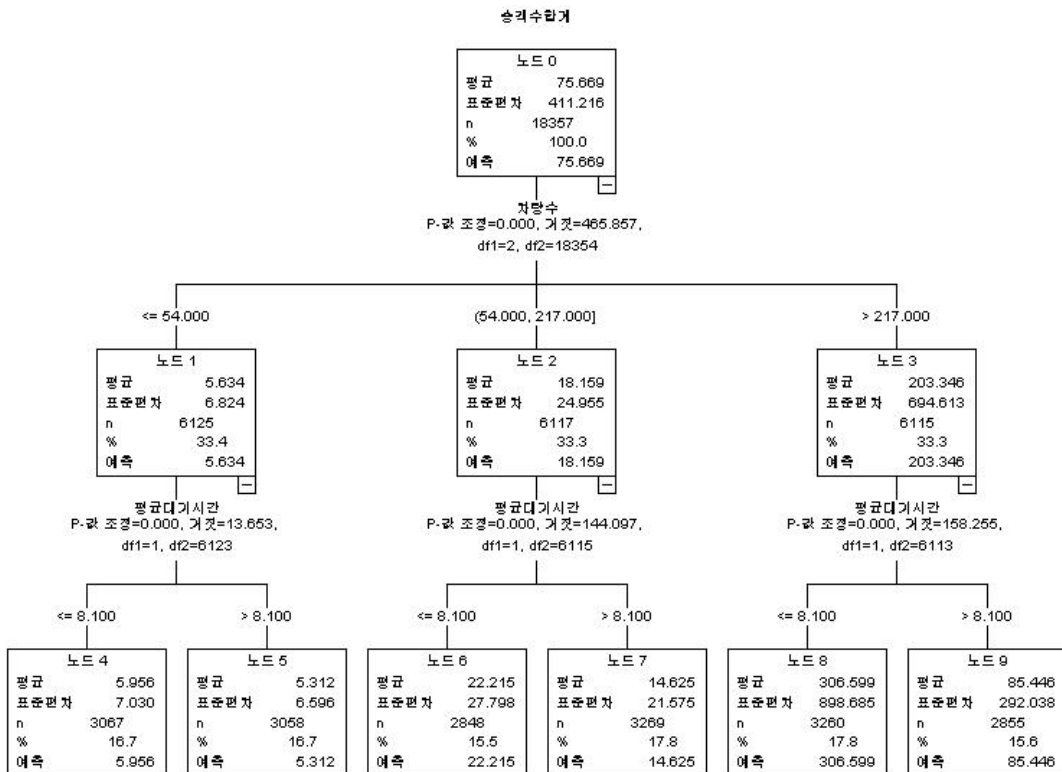 승객수합계
노드 0
평균 75.669
표준편차 411.216
n 18357
% 100.0
예측 75.669
차량수
P-값 조정=0.000, 거짓=465.857,
df1=2, df2=18354
<= 54.000
(54.000, 217.000]
> 217.000
노드 1
평균 5.634
표준편차 6.824
n 6125
% 33.4
예측 5.634
노드 2
평균 18.159
표준편차 24.955
n 6117
% 33.3
예측 18.159
노드 3
평균 203.346
표준편차 694.613
n 6115
% 33.3
예측 203.346
평균대기시간
P-값 조정=0.000, 거짓=13.653,
df1=1, df2=6123
평균대기시간
P-값 조정=0.000, 거짓=144.097,
df1=1, df2=6115
평균대기시간
P-값 조정=0.000, 거짓=158.255,
df1=1, df2=6113
<= 8.100
> 8.100
<= 8.100
> 8.100
<= 8.100
> 8.100
노드 4
평균 5.956
표준편차 7.030
n 3067
% 16.7
예측 5.956
노드 5
평균 5.312
표준편차 6.596
n 3058
% 16.7
예측 5.312
노드 6
평균 22.215
표준편차 27.798
n 2848
% 15.5
예측 22.215
노드 7
평균 14.625
표준편차 21.575
n 3269
% 17.8
예측 14.625
노드 8
평균 306.599
표준편차 898.685
n 3260
% 17.8
예측 306.599
노드 9
평균 85.446
표준편차 292.038
n 2855
% 15.6
예측 85.446